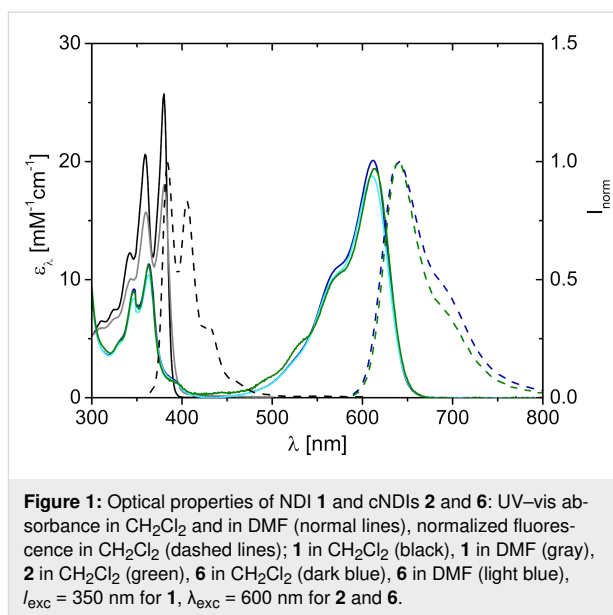 30
20
10
0
ελ [mM⁻¹cm⁻¹]
1.5
1.0
0.5
0.0
Inorm
300 400 500 600 700 800
λ [nm]
Figure 1: Optical properties of NDI 1 and cNDIs 2 and 6: UV–vis ab-
sorbance in CH₂Cl₂ and in DMF (normal lines), normalized fluores-
cence in CH₂Cl₂ (dashed lines); 1 in CH₂Cl₂ (black), 1 in DMF (gray),
2 in CH₂Cl₂ (green), 6 in CH₂Cl₂ (dark blue), 6 in DMF (light blue),
lexc = 350 nm for 1, λexc = 600 nm for 2 and 6.